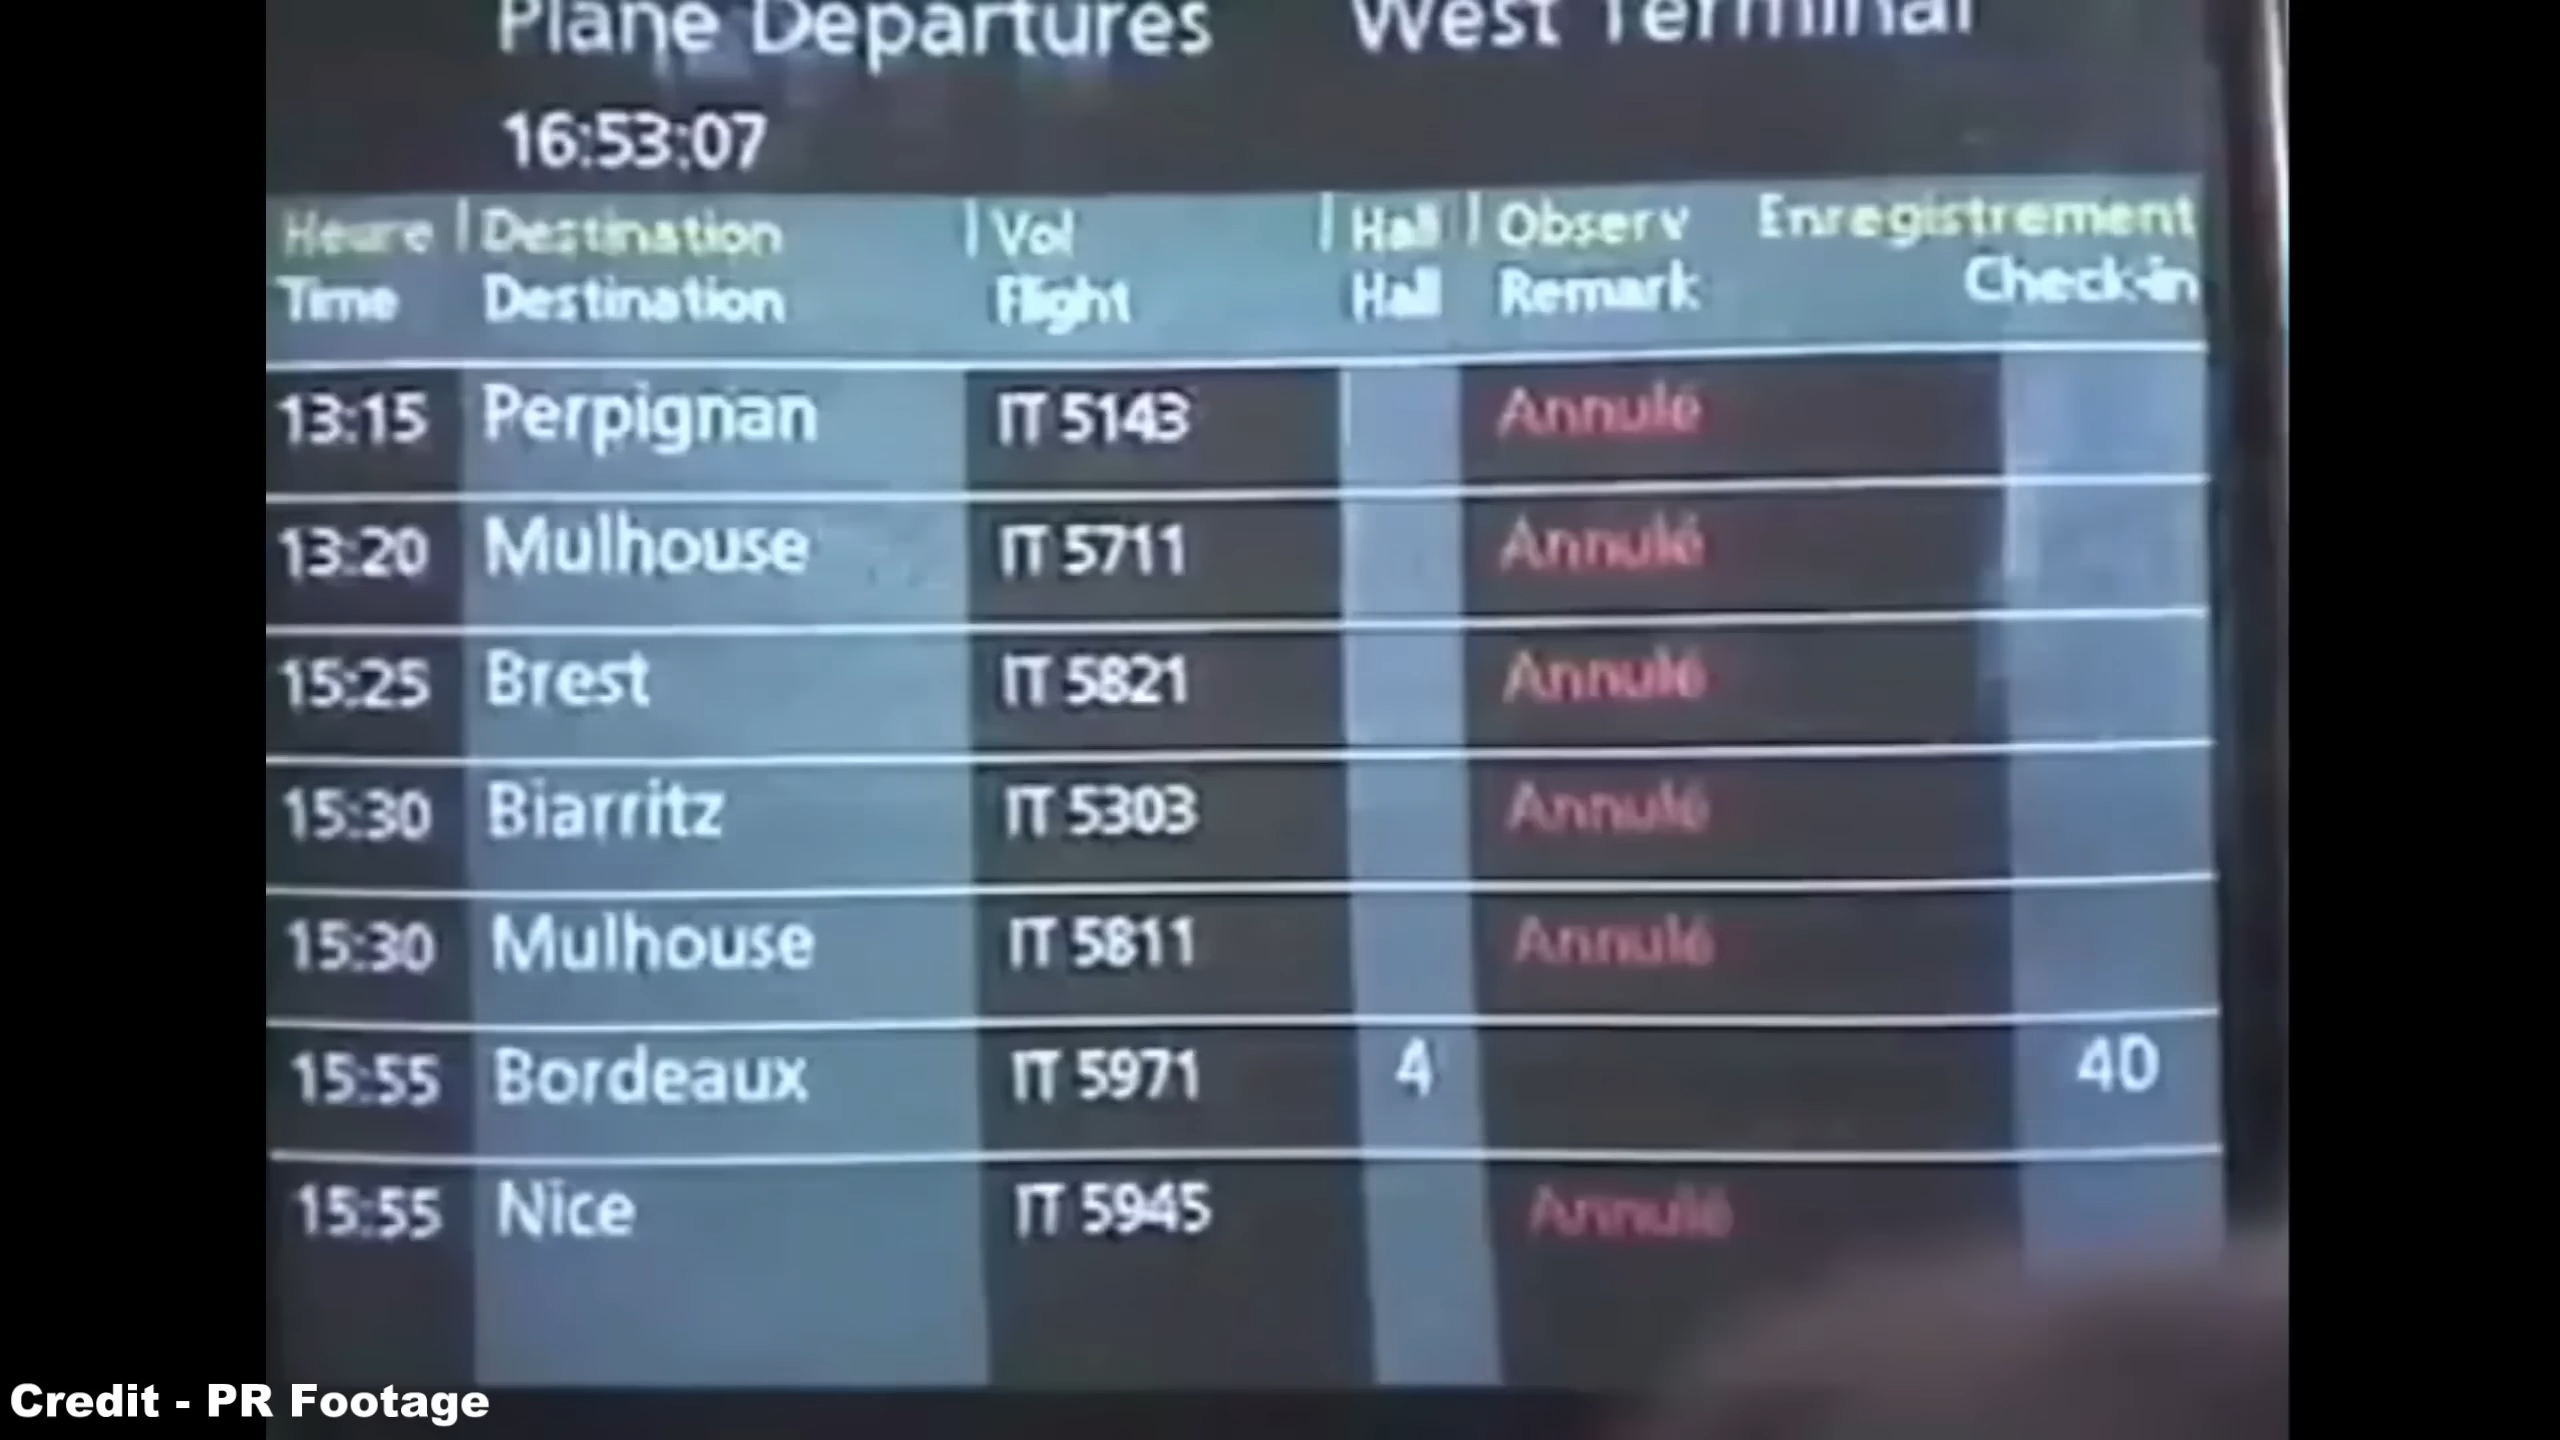 Plane Departures West Terminal
16:53:07
Heure | Destination | Vol | Hall | Observ Enregistrement
Time Destination Flight Hall Remark Check-in
13:15 Perpignan IT 5143 Annulé
13:20 Mulhouse IT 5711 Annulé
15:25 Brest IT 5821 Annulé
15:30 Biarritz IT 5303 Annulé
15:30 Mulhouse IT 5811 Annulé
15:55 Bordeaux IT 5971 4 40
15:55 Nice IT 5945 Annulé
Credit - PR Footage